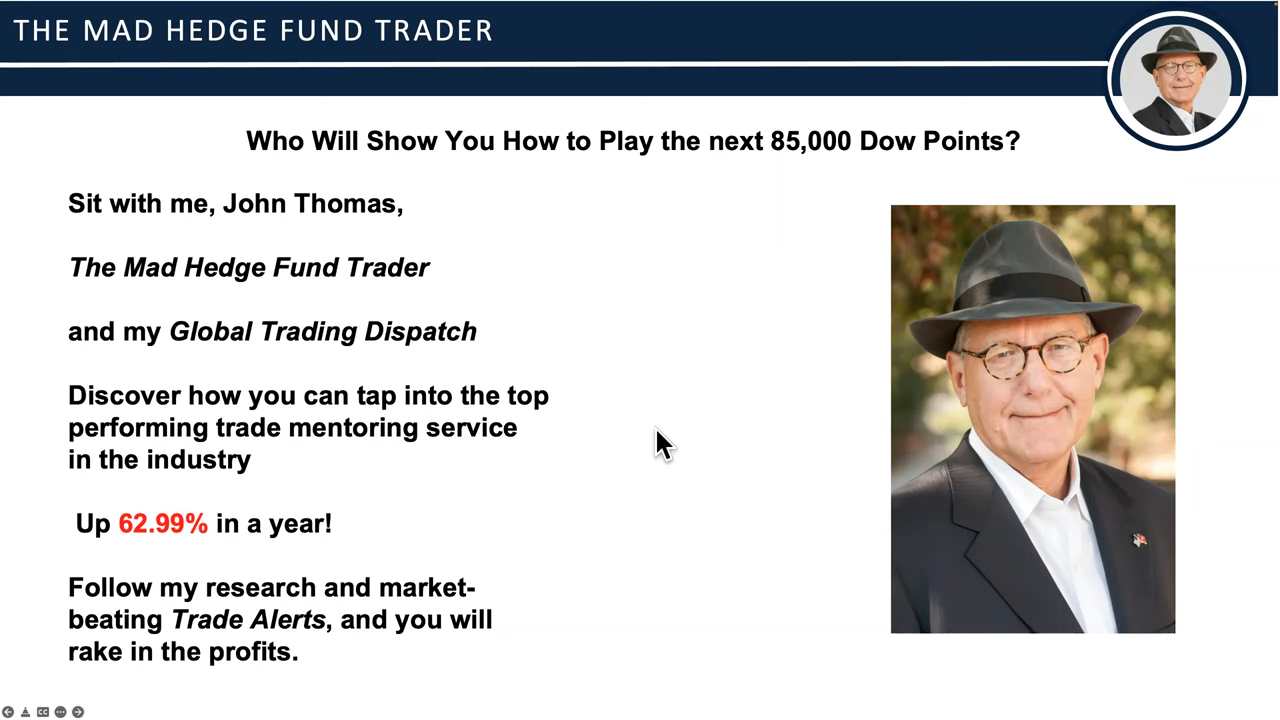 THE MAD HEDGE FUND TRADER
Who Will Show You How to Play the next 85,000 Dow Points?
Sit with me, John Thomas,
The Mad Hedge Fund Trader
and my Global Trading Dispatch
Discover how you can tap into the top
performing trade mentoring service
in the industry
Up 62.99% in a year!
Follow my research and market-
beating Trade Alerts, and you will
rake in the profits.
CC